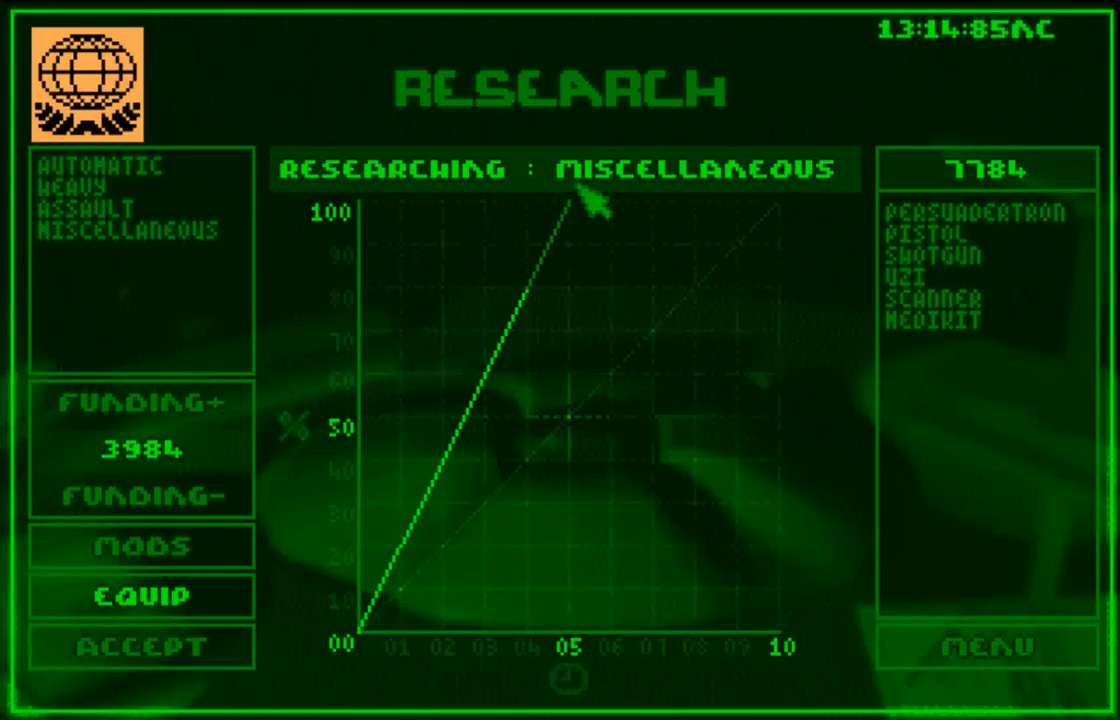 13:14:85NC
RESEARCH
AUTOMATIC
HEAVY
ASSAULT
MISCELLANEOUS
FUNDING+
3984
FUNDING-
MODS
EQUIP
ACCEPT
RESEARCHING : MISCELLANEOUS
100
90
80
70
60
%
50
40
30
20
10
00 01 02 03 04 05 06 07 08 09 10
7784
PERSUADERTRON
PISTOL
SHOTGUN
UZI
SCANNER
MEDIKIT
MENU